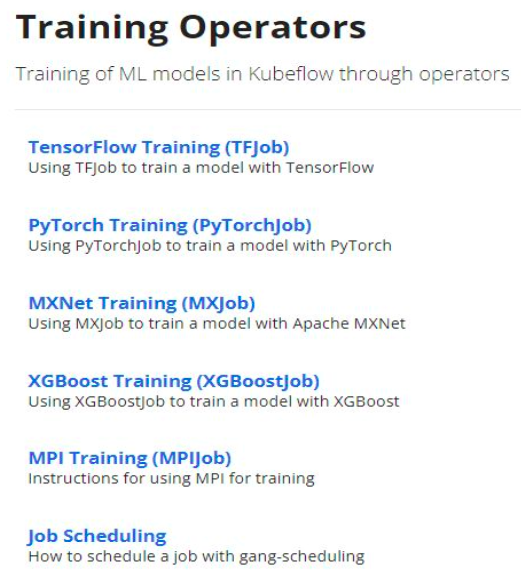 Training Operators
Training of ML models in Kubeflow through operators
TensorFlow Training (TFJob)
Using TFJob to train a model with TensorFlow
PyTorch Training (PyTorchJob)
Using PyTorchJob to train a model with PyTorch
MXNet Training (MXJob)
Using MXJob to train a model with Apache MXNet
XGBoost Training (XGBoostJob)
Using XGBoostJob to train a model with XGBoost
MPI Training (MPIJob)
Instructions for using MPI for training
Job Scheduling
How to schedule a job with gang-scheduling